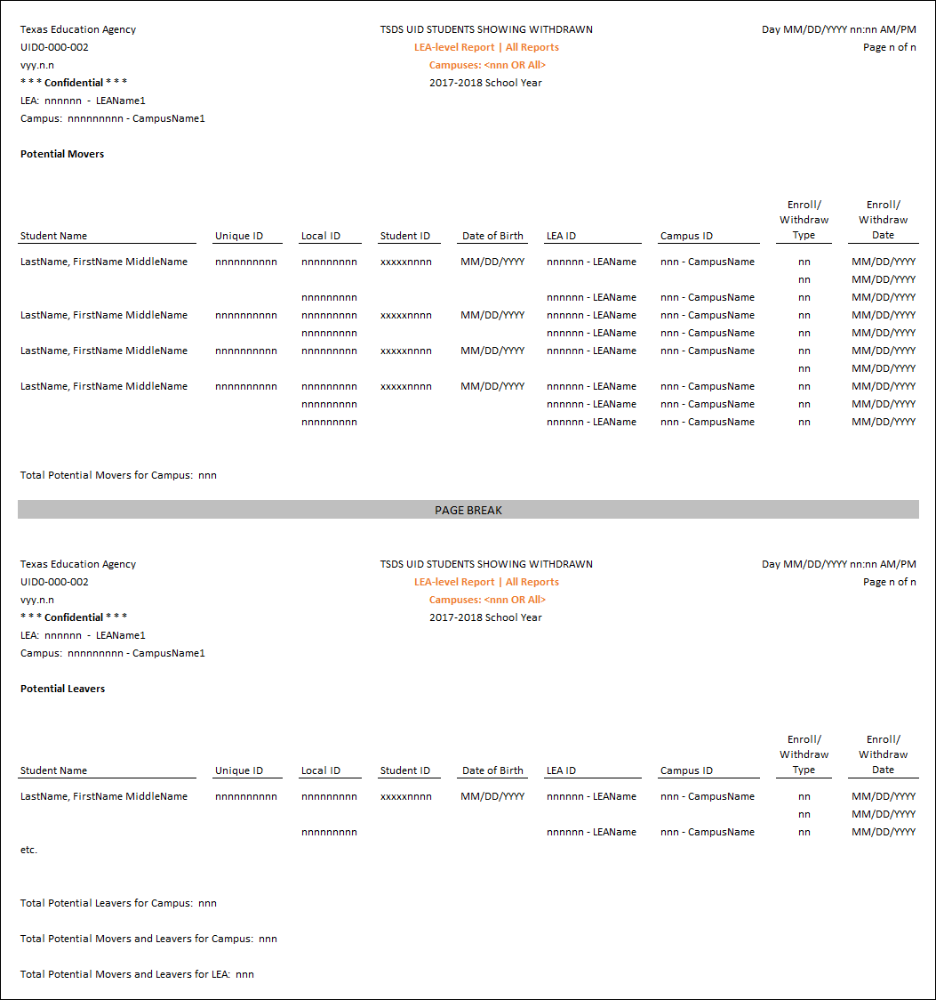 Texas Education Agency TSDS UID STUDENTS SHOWING WITHDRAWN Day MM/DD/YYYY nn:nn AM/PM
UID0-000-002 LEA-level Report | All Reports Page n of n
vyy.n.n Campuses: <nnn OR All>
* * * Confidential * * * 2017-2018 School Year
LEA: nnnnnn - LEAName1
Campus: nnnnnnnnn - CampusName1
Potential Movers
Enroll/ Enroll/
Withdraw Withdraw
Student Name Unique ID Local ID Student ID Date of Birth LEA ID Campus ID Type Date
LastName, FirstName MiddleName nnnnnnnnnn nnnnnnnnn xxxxxnnnn MM/DD/YYYY nnnnnn - LEAName nnn - CampusName nn MM/DD/YYYY
nn MM/DD/YYYY
nnnnnnnnn nnnnnn - LEAName nnn - CampusName nn MM/DD/YYYY
LastName, FirstName MiddleName nnnnnnnnnn nnnnnnnnn xxxxxnnnn MM/DD/YYYY nnnnnn - LEAName nnn - CampusName nn MM/DD/YYYY
nnnnnnnnn nnnnnn - LEAName nnn - CampusName nn MM/DD/YYYY
LastName, FirstName MiddleName nnnnnnnnnn nnnnnnnnn xxxxxnnnn MM/DD/YYYY nnnnnn - LEAName nnn - CampusName nn MM/DD/YYYY
nn MM/DD/YYYY
LastName, FirstName MiddleName nnnnnnnnnn nnnnnnnnn xxxxxnnnn MM/DD/YYYY nnnnnn - LEAName nnn - CampusName nn MM/DD/YYYY
nnnnnnnnn nnnnnn - LEAName nnn - CampusName nn MM/DD/YYYY
nnnnnnnnn nnnnnn - LEAName nnn - CampusName nn MM/DD/YYYY
Total Potential Movers for Campus: nnn
PAGE BREAK
Texas Education Agency TSDS UID STUDENTS SHOWING WITHDRAWN Day MM/DD/YYYY nn:nn AM/PM
UID0-000-002 LEA-level Report | All Reports Page n of n
vyy.n.n Campuses: <nnn OR All>
* * * Confidential * * * 2017-2018 School Year
LEA: nnnnnn - LEAName1
Campus: nnnnnnnnn - CampusName1
Potential Leavers
Enroll/ Enroll/
Withdraw Withdraw
Student Name Unique ID Local ID Student ID Date of Birth LEA ID Campus ID Type Date
LastName, FirstName MiddleName nnnnnnnnnn nnnnnnnnn xxxxxnnnn MM/DD/YYYY nnnnnn - LEAName nnn - CampusName nn MM/DD/YYYY
nn MM/DD/YYYY
nnnnnnnnn nnnnnn - LEAName nnn - CampusName nn MM/DD/YYYY
etc.
Total Potential Leavers for Campus: nnn
Total Potential Movers and Leavers for Campus: nnn
Total Potential Movers and Leavers for LEA: nnn